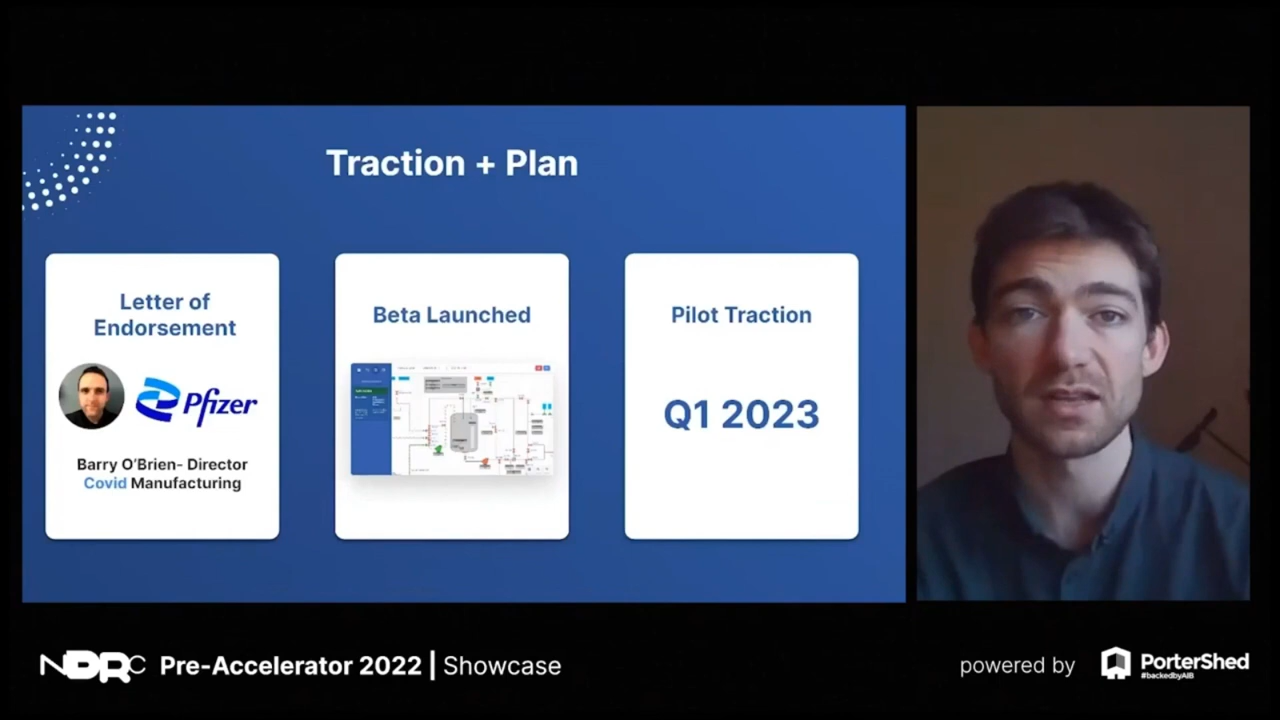 Traction + Plan
Letter of
Endorsement
Pfizer
Barry O'Brien- Director
Covid Manufacturing
Beta Launched
Pilot Traction
Q1 2023
NDRC Pre-Accelerator 2022 | Showcase
powered by PorterShed
#backedbyAIB